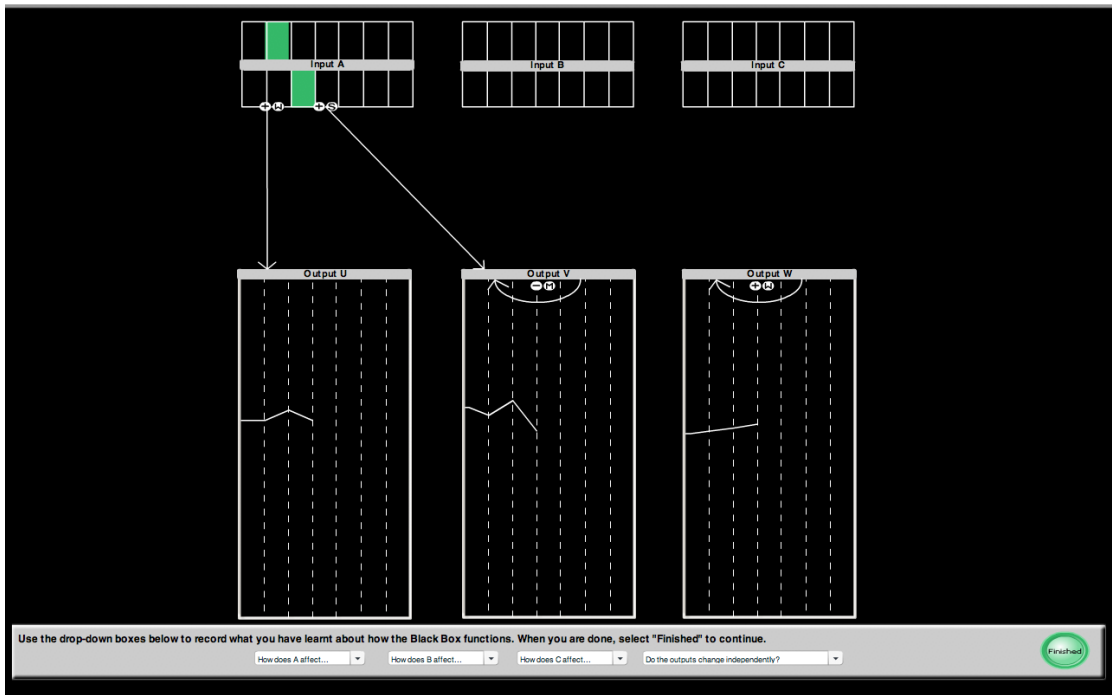 Input A
Input B
Input C
+ W
+ S
Output U
Output V
Output W
− M
+ W
Use the drop-down boxes below to record what you have learnt about how the Black Box functions. When you are done, select "Finished" to continue.
How does A affect...
How does B affect...
How does C affect...
Do the outputs change independently?
Finished